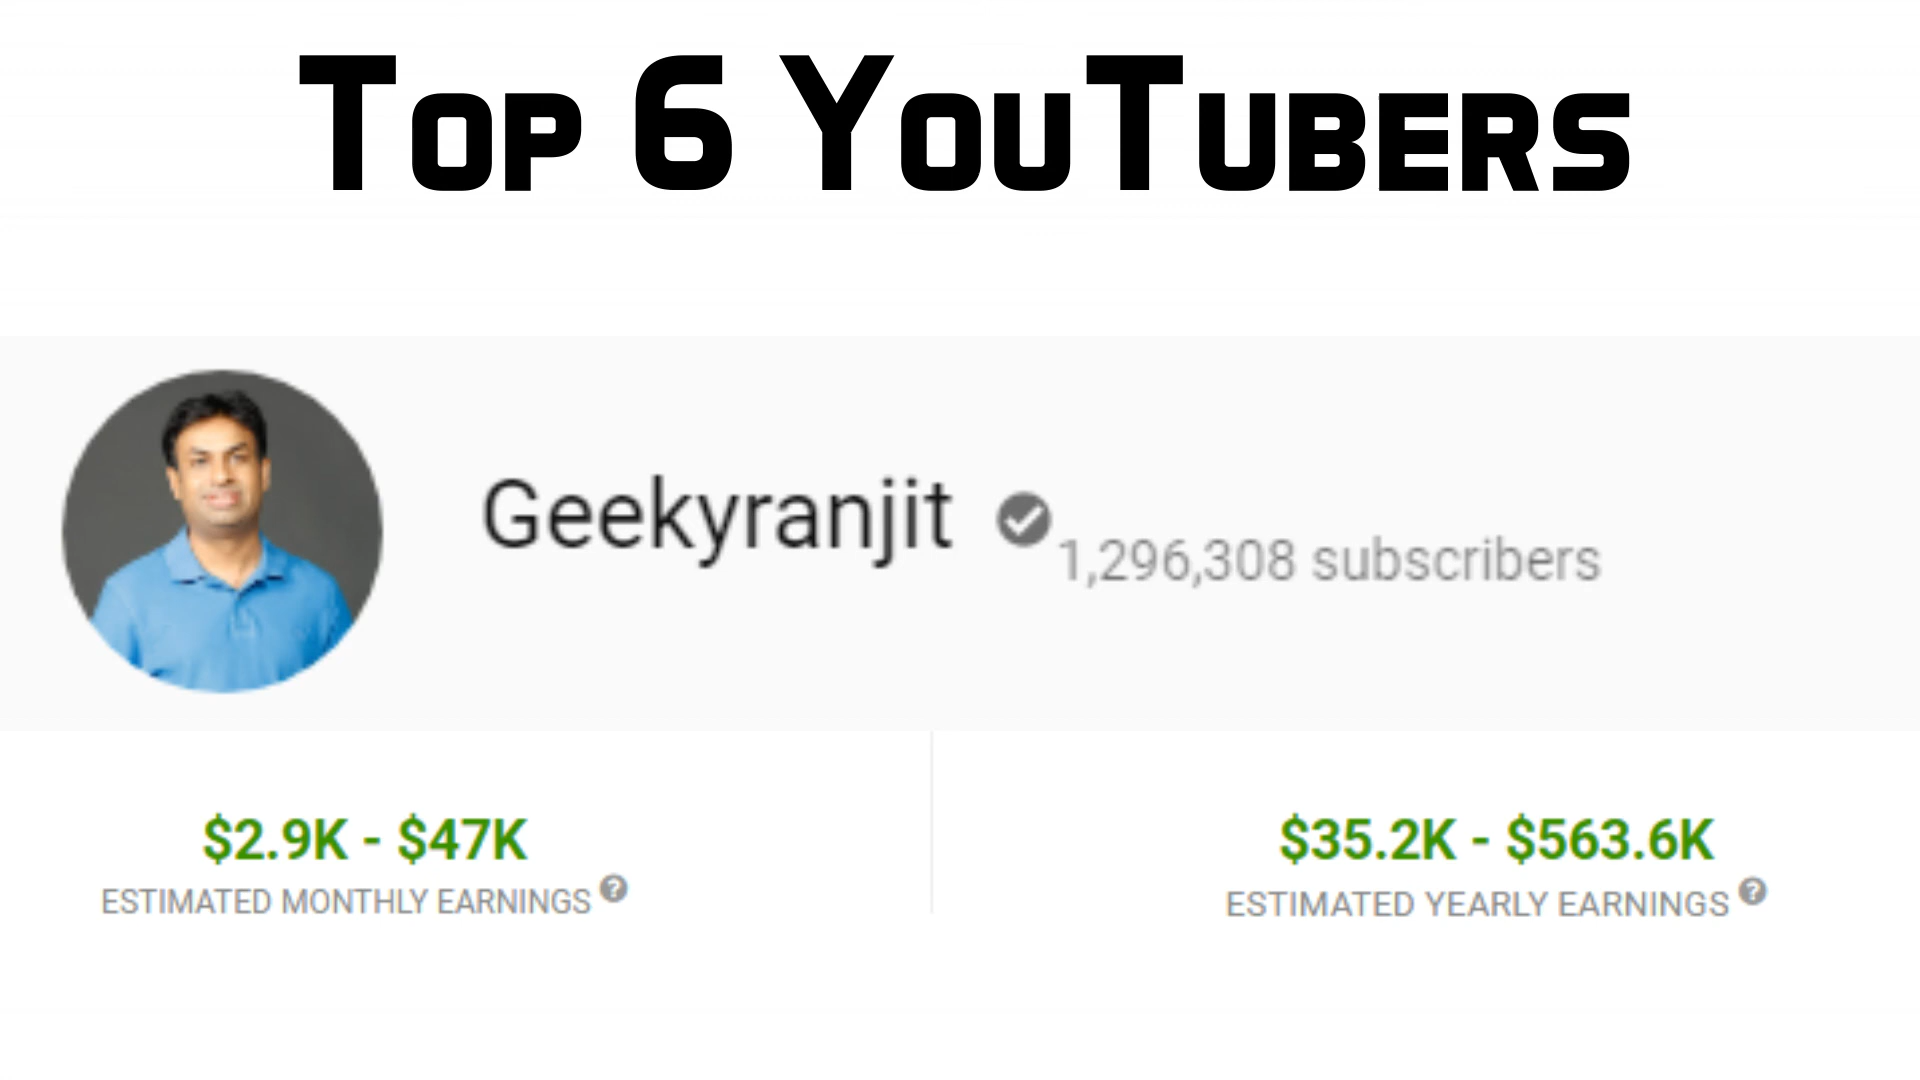 Top 6 YouTubers
Geekyranjit
1,296,308 subscribers
$2.9K - $47K
ESTIMATED MONTHLY EARNINGS ?
$35.2K - $563.6K
ESTIMATED YEARLY EARNINGS ?